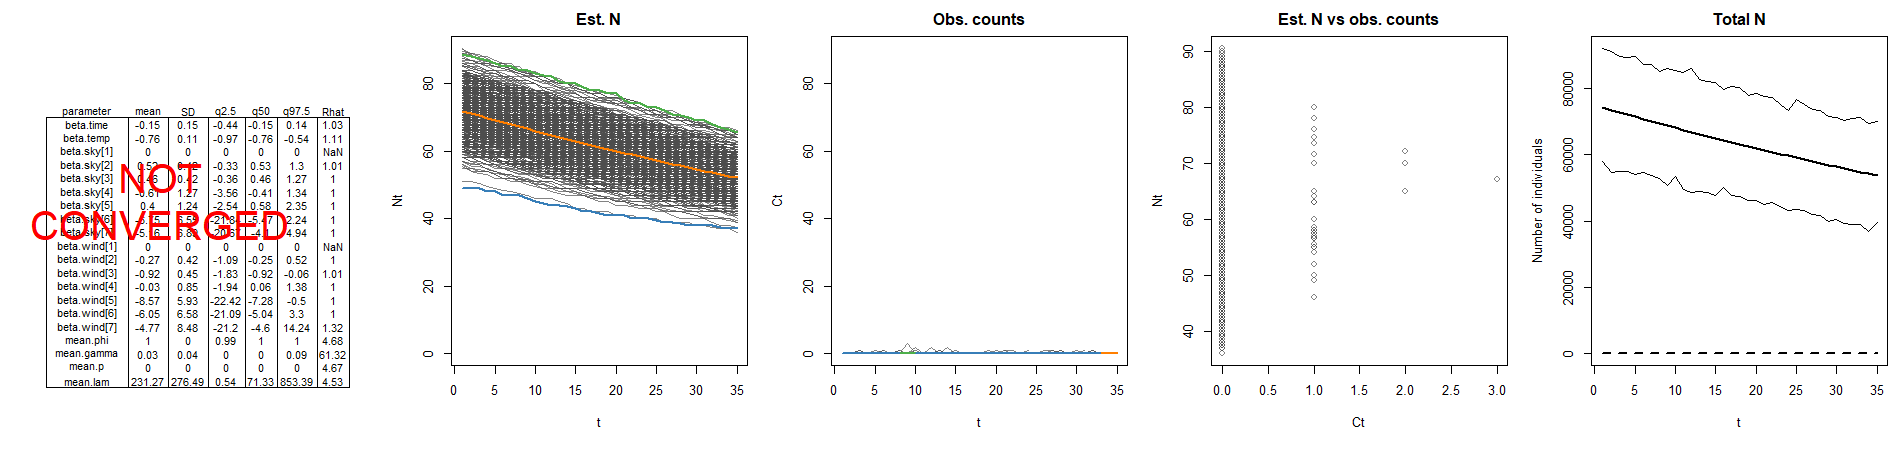 Est. N
Obs. counts
Est. N vs obs. counts
Total N
parameter mean SD q2.5 q50 q97.5 Rhat
beta.time -0.15 0.15 -0.44 -0.15 0.14 1.03
beta.temp -0.76 0.11 -0.97 -0.76 -0.54 1.11
beta.sky[1] 0 0 0 0 0 NaN
beta.sky[2] -0.33 0.53 1.3 1.01
beta.sky[3] -0.36 0.46 1.27 1
beta.sky[4] -0.61 1.27 -3.56 -0.41 1.34 1
beta.sky[5] 0.4 1.24 -2.54 0.58 2.35 1
beta.sky[6] -5.47 2.24 1
beta.sky[7] 4.94 1
beta.wind[1] 0 0 0 0 0 NaN
beta.wind[2] -0.27 0.42 -1.09 -0.25 0.52 1
beta.wind[3] -0.92 0.45 -1.83 -0.92 -0.06 1.01
beta.wind[4] -0.03 0.85 -1.94 0.06 1.38 1
beta.wind[5] -8.57 5.93 -22.42 -7.28 -0.5 1
beta.wind[6] -6.05 6.58 -21.09 -5.04 3.3 1
beta.wind[7] -4.77 8.48 -21.2 -4.6 14.24 1.32
mean.phi 1 0 0.99 1 1 4.68
mean.gamma 0.03 0.04 0 0 0.09 61.32
mean.p 0 0 0 0 0 4.67
mean.lam 231.27 276.49 0.54 71.33 853.39 4.53
NOT
CONVERGED
Nt
80
60
40
20
0
0 5 10 15 20 25 30 35
t
Ct
80
60
40
20
0
0 5 10 15 20 25 30 35
t
Nt
90
80
70
60
50
40
0.0 0.5 1.0 1.5 2.0 2.5 3.0
Ct
Number of individuals
80000
60000
40000
20000
0
0 5 10 15 20 25 30 35
t